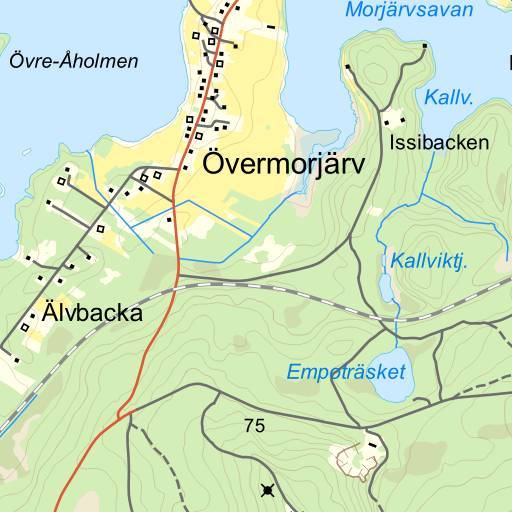 Morjärvsavan
Övre-Åholmen
Kallv.
Issibacken
Övermorjärv
Kallviktj.
Älvbacka
Empoträsket
75